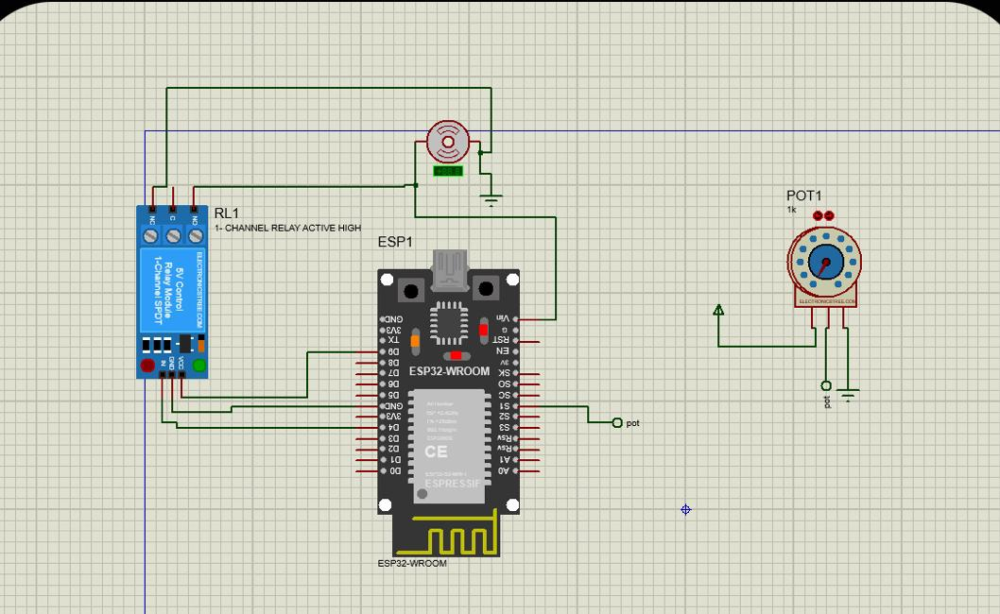 RL1
1- CHANNEL RELAY ACTIVE HIGH
NC
C
NO
ELECTRONICSTREE.COM
5V Control
Relay Module
1-Channel SPDT
IN
GND
VCC
ESP1
GND
3V3
TX
D9
D8
D7
D6
D5
GND
3V3
D4
D3
D2
D1
D0
Vin
G
RST
EN
3V
SK
SO
SC
S1
S2
S3
Rsv
Rsv
A1
A0
ESP32-WROOM
CE
ESPRESSIF
ESP32-WROOM
pot
POT1
1k
ELECTRONICSTREE.COM
pot